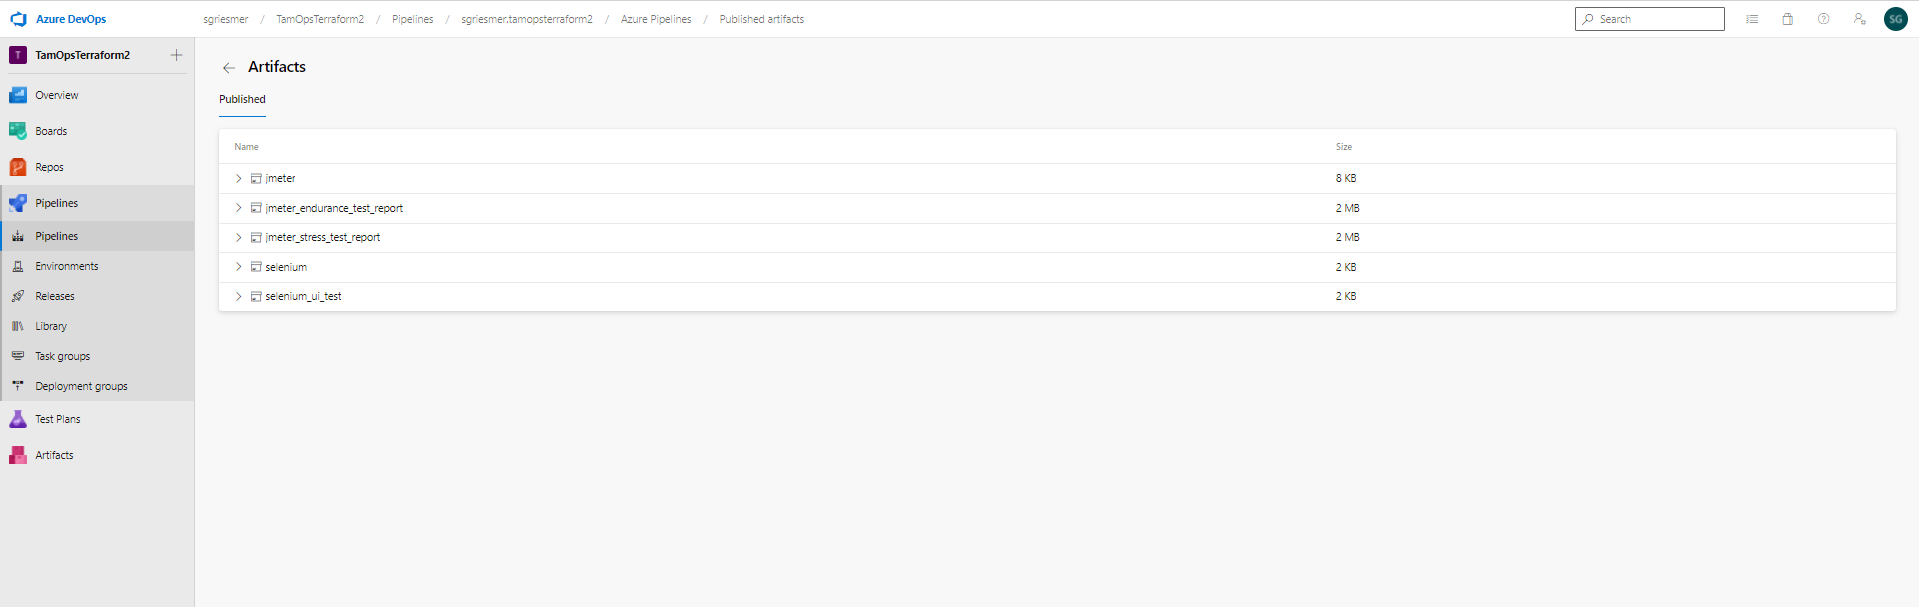 Azure DevOps
sgriesmer / TamOpsTerraform2 / Pipelines / sgriesmer.tamopsterraform2 / Azure Pipelines / Published artifacts
Search
SG
T
TamOpsTerraform2
Overview
Boards
Repos
Pipelines
Pipelines
Environments
Releases
Library
Task groups
Deployment groups
Test Plans
Artifacts
Artifacts
Published
Name Size
jmeter 8 KB
jmeter_endurance_test_report 2 MB
jmeter_stress_test_report 2 MB
selenium 2 KB
selenium_ui_test 2 KB